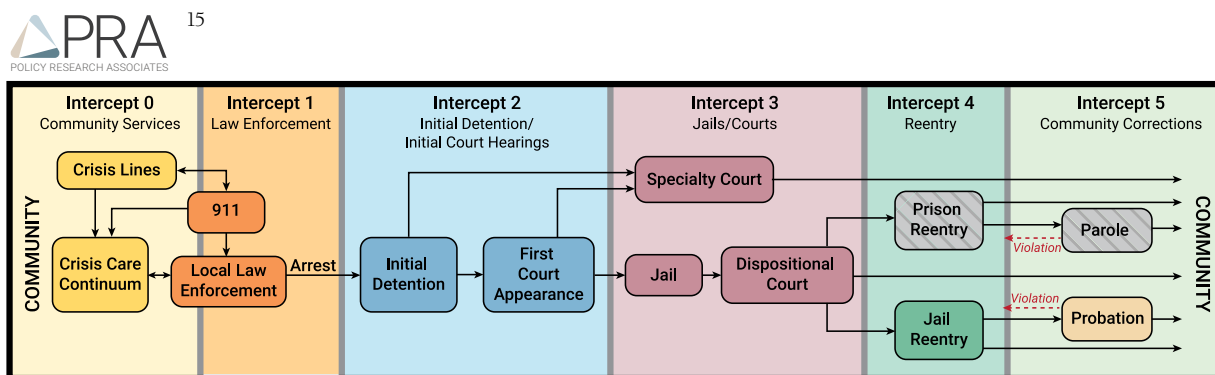 15
PRA
POLICY RESEARCH ASSOCIATES
Intercept 0
Community Services
Intercept 1
Law Enforcement
Intercept 2
Initial Detention/
Initial Court Hearings
Intercept 3
Jails/Courts
Intercept 4
Reentry
Intercept 5
Community Corrections
COMMUNITY
Crisis Lines
911
Crisis Care
Continuum
Local Law
Enforcement
Arrest
Initial
Detention
First
Court
Appearance
Specialty Court
Jail
Dispositional
Court
Prison
Reentry
Violation
Parole
Jail
Reentry
Violation
Probation
COMMUNITY